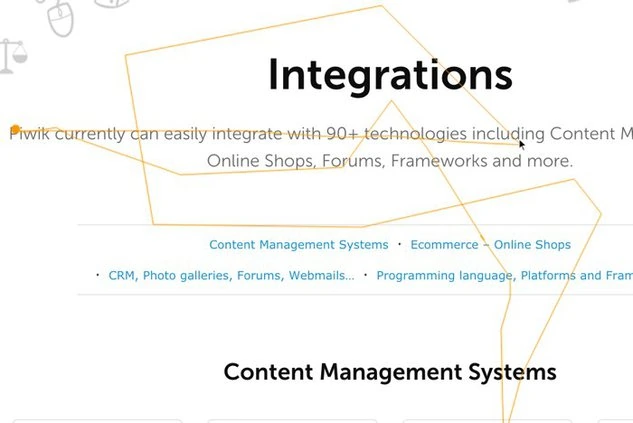 Integrations
Piwik currently can easily integrate with 90+ technologies including Content M
Online Shops, Forums, Frameworks and more.
Content Management Systems · Ecommerce – Online Shops
· CRM, Photo galleries, Forums, Webmails... · Programming language, Platforms and Fram
Content Management Systems